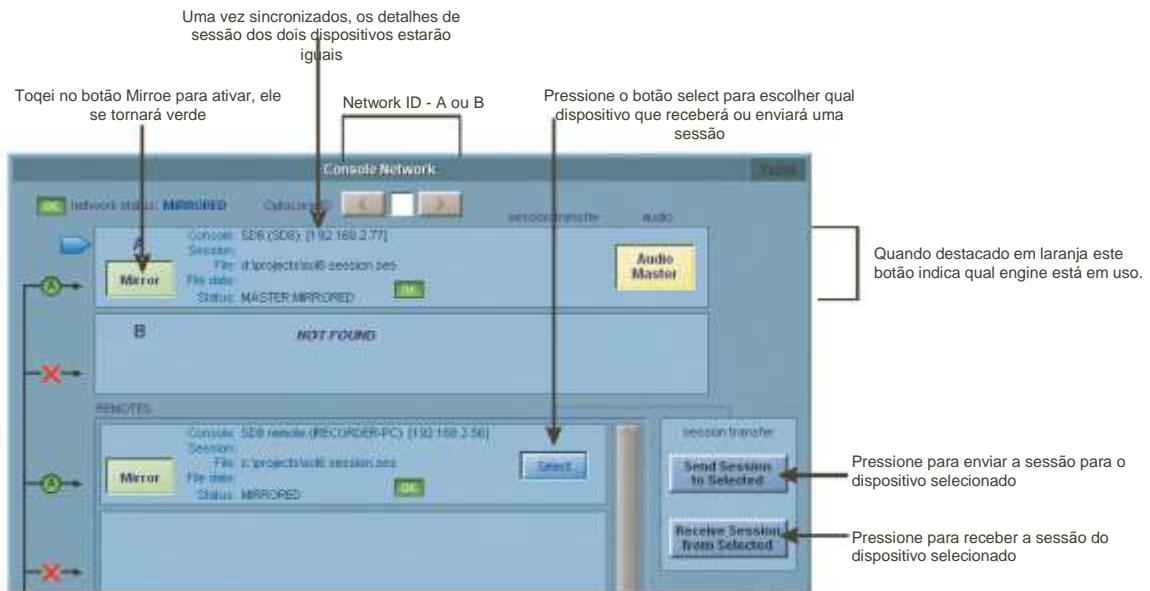 Uma vez sincronizados, os detalhes de
sessão dos dois dispositivos estarão
iguais
Toqei no botão Mirroe para ativar, ele
se tornará verde
Network ID - A ou B
Pressione o botão select para escolher qual
dispositivo que receberá ou enviará uma
sessão
Console Network
OK network status: MIRRORED
session transfer
audio
A
Console: SD8 (SD8) [192.168.2.77]
Session:
File: d:\projects\
File date:
Status: MASTER MIRRORED
OK
Mirror
Audio
Master
Quando destacado em laranja este
botão indica qual engine está em uso.
A
B
NOT FOUND
REMOTES:
Console: SD8 remote (RECORDER-PC) [192.168.2.56]
Session:
File: c:\projects\
File date:
Status: MIRRORED
OK
Mirror
Select
A
session transfer
Send Session
to Selected
Pressione para enviar a sessão para o
dispositivo selecionado
Receive Session
from Selected
Pressione para receber a sessão do
dispositivo selecionado